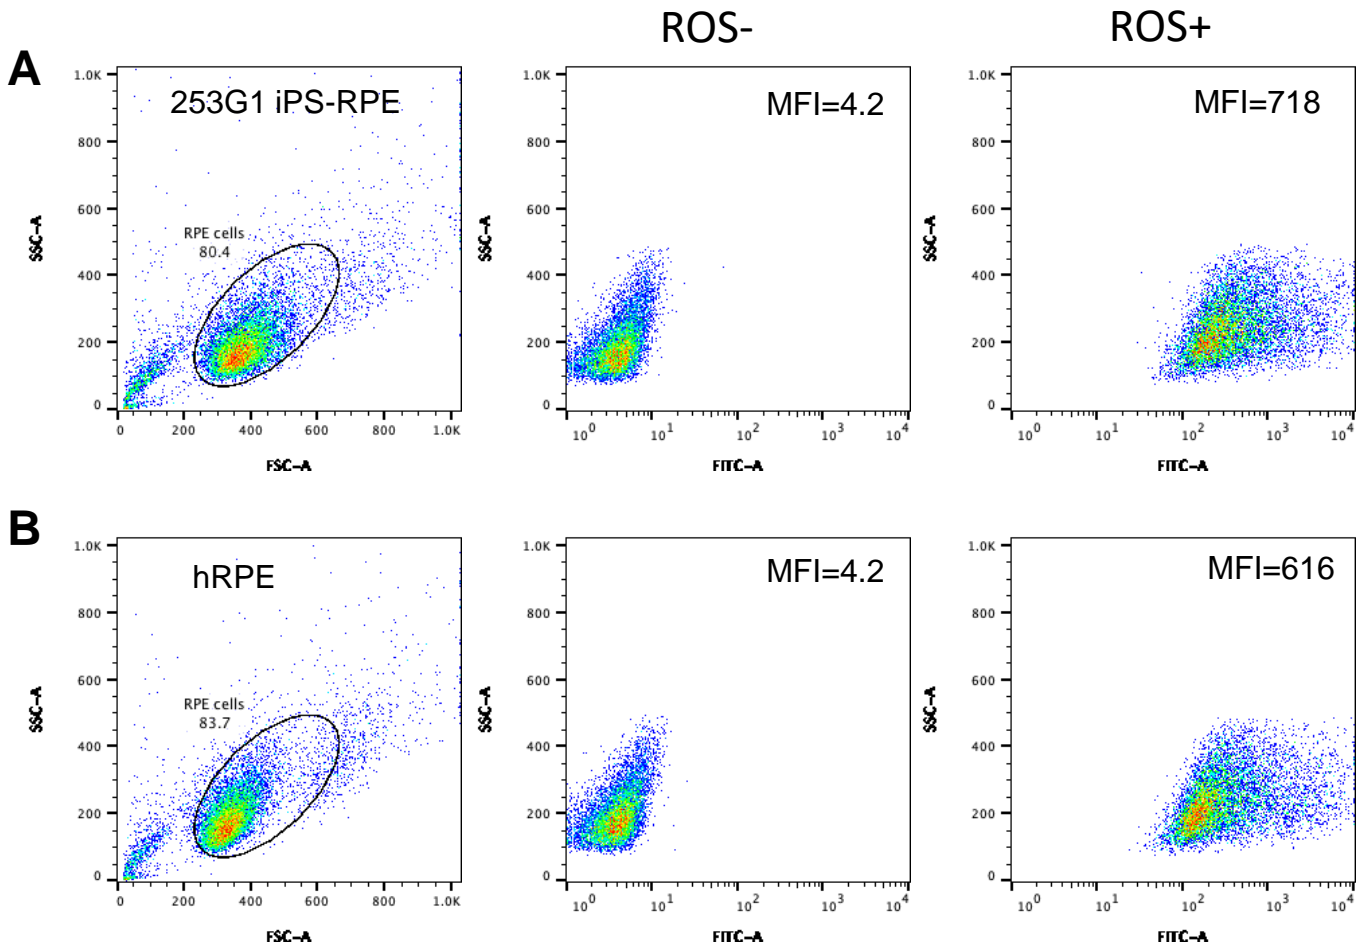 ROS- ROS+
A
253G1 iPS-RPE
MFI=4.2
MFI=718
RPE cells
80.4
1.0K
800
600
400
200
0
SSC-A
0 200 400 600 800 1.0K
FSC-A
1.0K
800
600
400
200
0
SSC-A
10^0 10^1 10^2 10^3 10^4
FITC-A
1.0K
800
600
400
200
0
SSC-A
10^0 10^1 10^2 10^3 10^4
FITC-A
B
hRPE
MFI=4.2
MFI=616
RPE cells
83.7
1.0K
800
600
400
200
0
SSC-A
0 200 400 600 800 1.0K
FSC-A
1.0K
800
600
400
200
0
SSC-A
10^0 10^1 10^2 10^3 10^4
FITC-A
1.0K
800
600
400
200
0
SSC-A
10^0 10^1 10^2 10^3 10^4
FITC-A